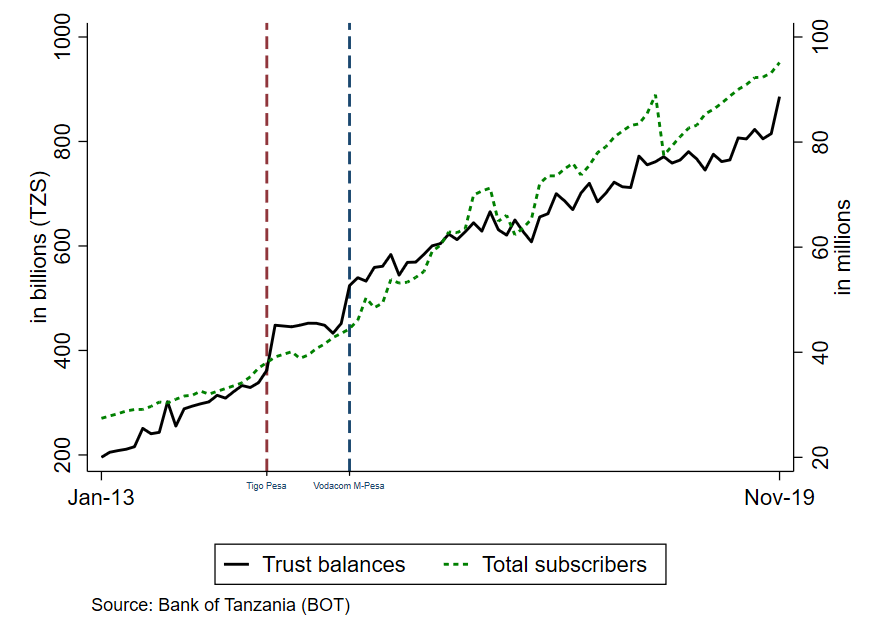 1000
800
600
400
200
in billions (TZS)
100
80
60
40
20
in millions
Tigo Pesa
Vodacom M-Pesa
Jan-13
Nov-19
Trust balances
Total subscribers
Source: Bank of Tanzania (BOT)